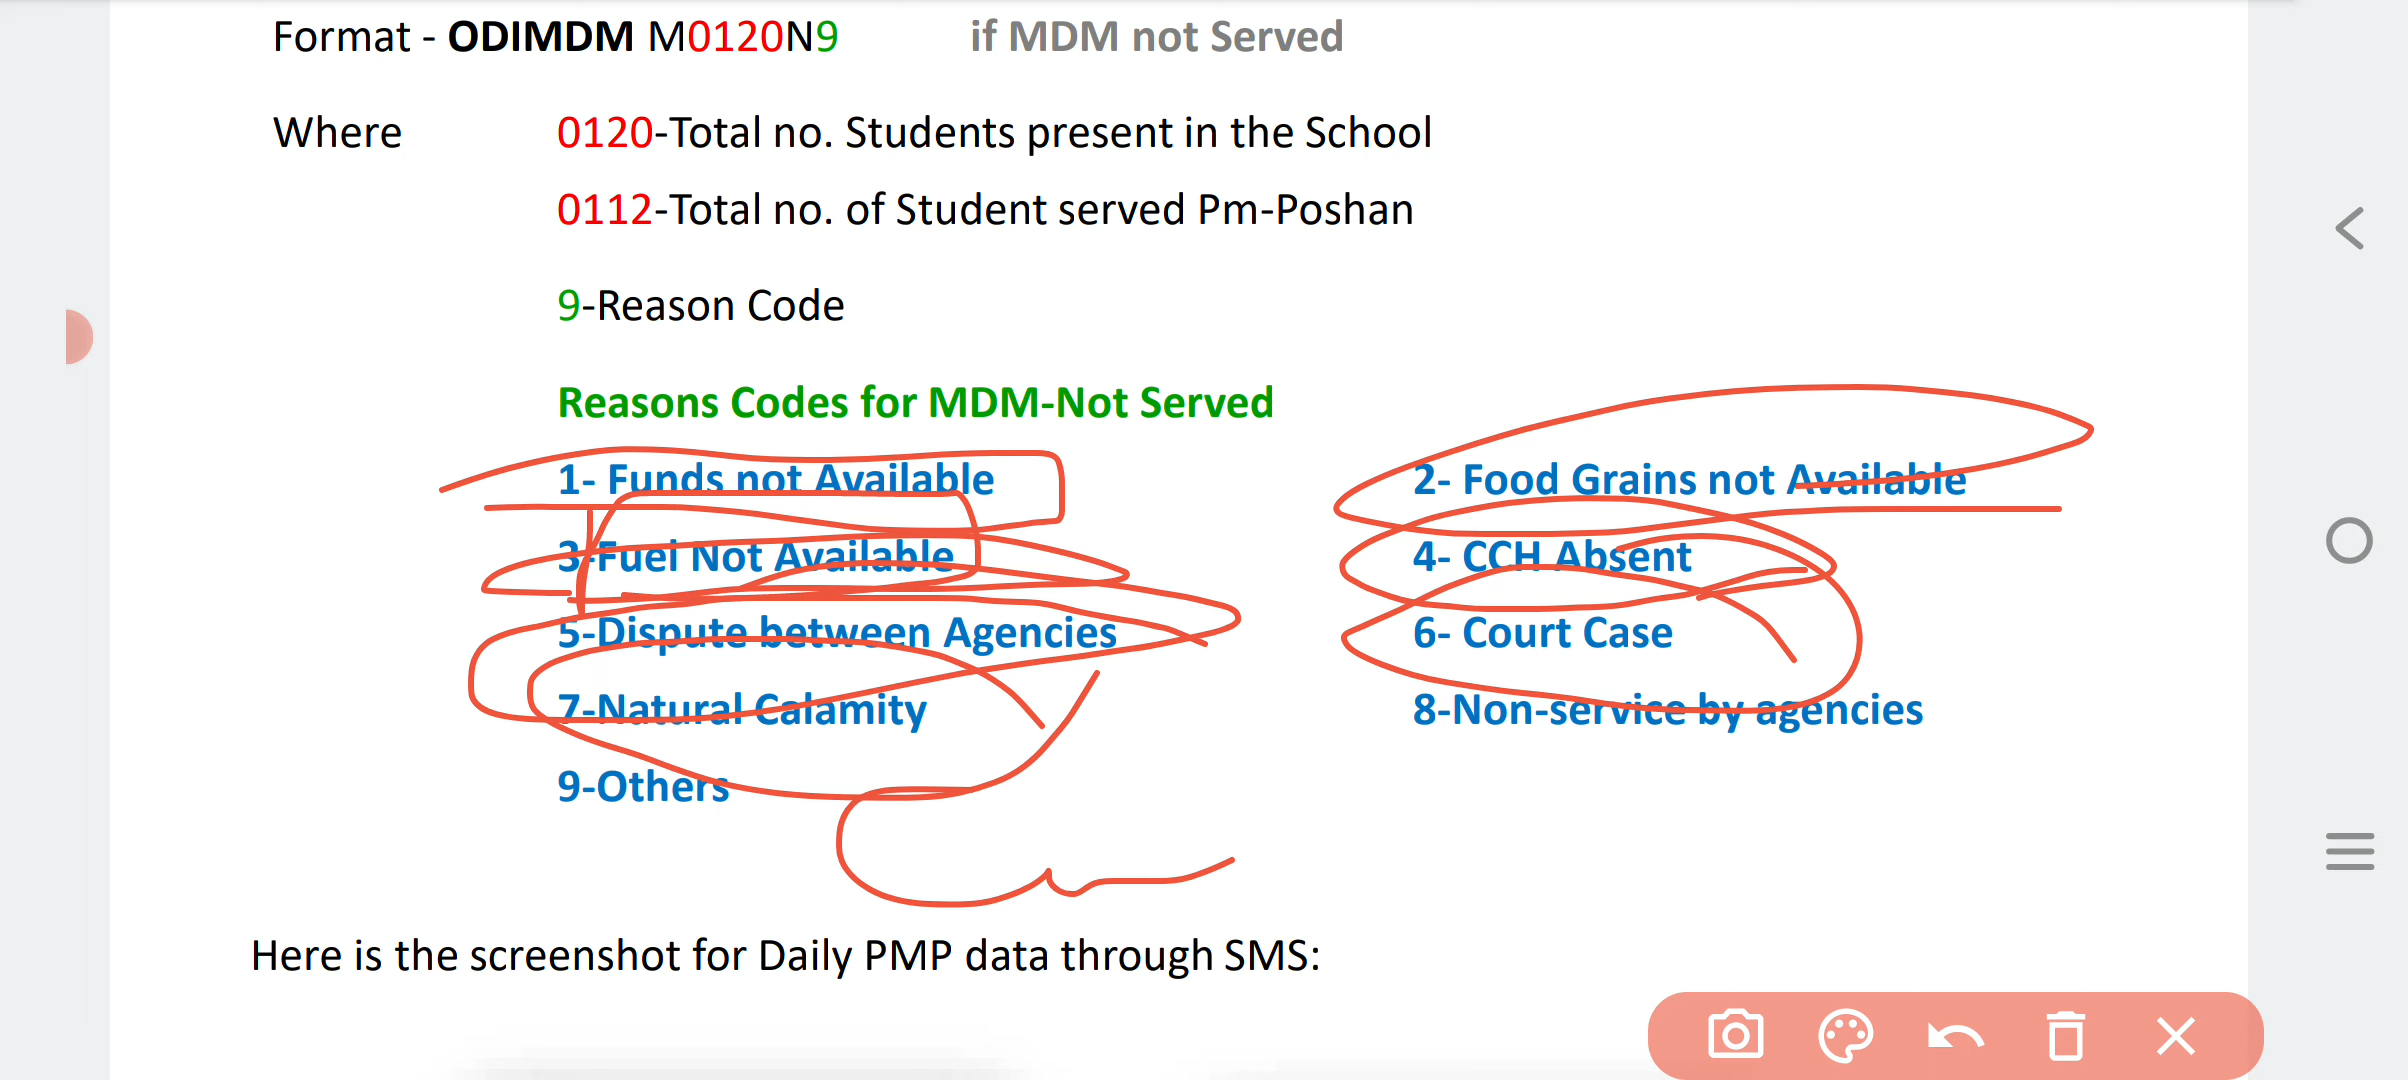 Format - ODIMDM M0120N9 if MDM not Served
Where 0120-Total no. Students present in the School
0112-Total no. of Student served Pm-Poshan
9-Reason Code
Reasons Codes for MDM-Not Served
1- Funds not Available 2- Food Grains not Available
3-Fuel Not Available 4- CCH Absent
5-Dispute between Agencies 6- Court Case
7-Natural Calamity 8-Non-service by agencies
9-Others
Here is the screenshot for Daily PMP data through SMS: